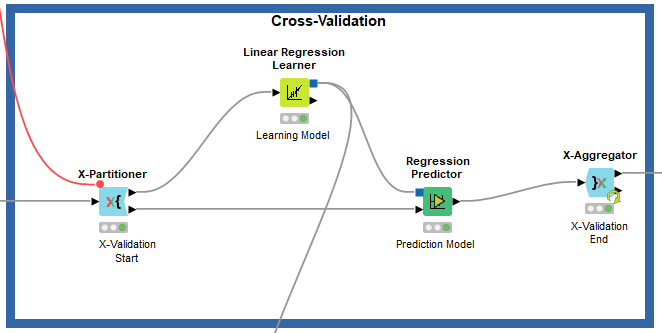 Cross-Validation
Linear Regression
Learner
Learning Model
X-Partitioner
X-Validation
Start
Regression
Predictor
Prediction Model
X-Aggregator
X-Validation
End